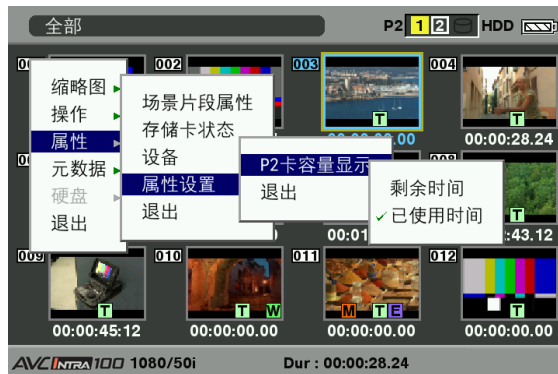 全部 P2 1 2 HDD
002 003 004
缩略图
操作
属性
元数据
硬盘
退出
场景片段属性
存储卡状态
设备
属性设置
退出
P2卡容量显示
退出
剩余时间
已使用时间
T T
00:00:28.24
T
:43.12
00:01
009 010 011 012
T T W M T E T
00:00:45:12 00:00:00.00 00:00:00.00 00:00:00.00
AVC INTRA 100 1080/50i Dur : 00:00:28.24